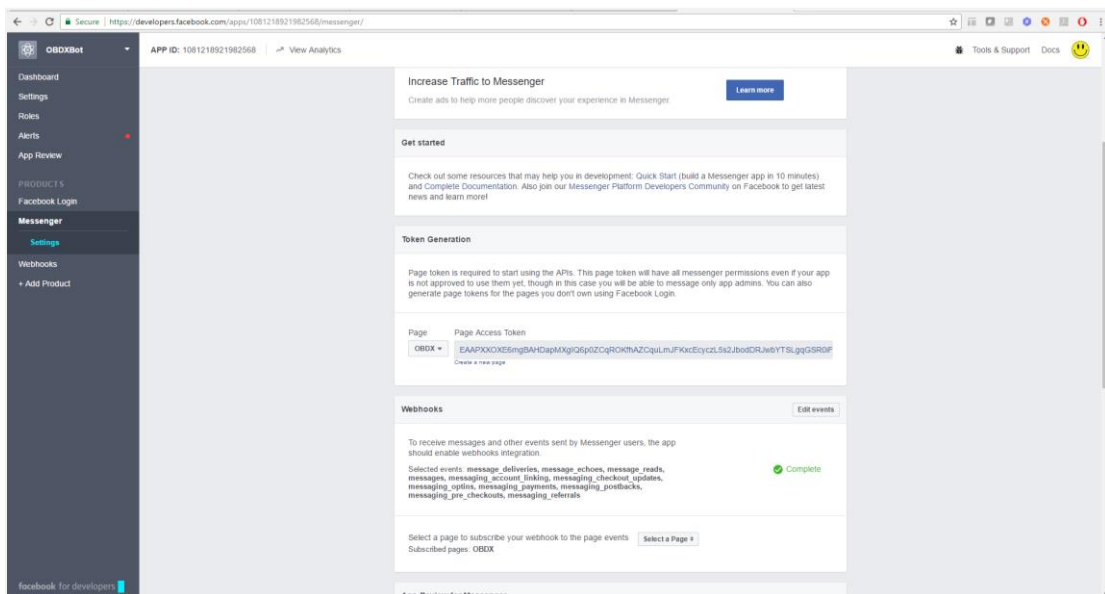 Secure | https://developers.facebook.com/apps/1081218921982568/messenger/
OBDXBot
APP ID: 1081218921982568
View Analytics
Tools & Support
Docs
Dashboard
Settings
Roles
Alerts
App Review
PRODUCTS
Facebook Login
Messenger
Settings
Webhooks
+ Add Product
facebook for developers
Increase Traffic to Messenger
Create ads to help more people discover your experience in Messenger.
Learn more
Get started
Check out some resources that may help you in development: Quick Start (build a Messenger app in 10 minutes)
and Complete Documentation. Also join our Messenger Platform Developers Community on Facebook to get latest
news and learn more!
Token Generation
Page token is required to start using the APIs. This page token will have all messenger permissions even if your app
is not approved to use them yet, though in this case you will be able to message only app admins. You can also
generate page tokens for the pages you don't own using Facebook Login.
Page
Page Access Token
OBDX
Create a new page
Webhooks
Edit events
To receive messages and other events sent by Messenger users, the app
should enable webhooks integration.
Selected events: message_deliveries, message_echoes, message_reads,
messages, messaging_account_linking, messaging_checkout_updates,
messaging_optins, messaging_payments, messaging_postbacks,
messaging_pre_checkouts, messaging_referrals
Complete
Select a page to subscribe your webhook to the page events
Select a Page
Subscribed pages: OBDX